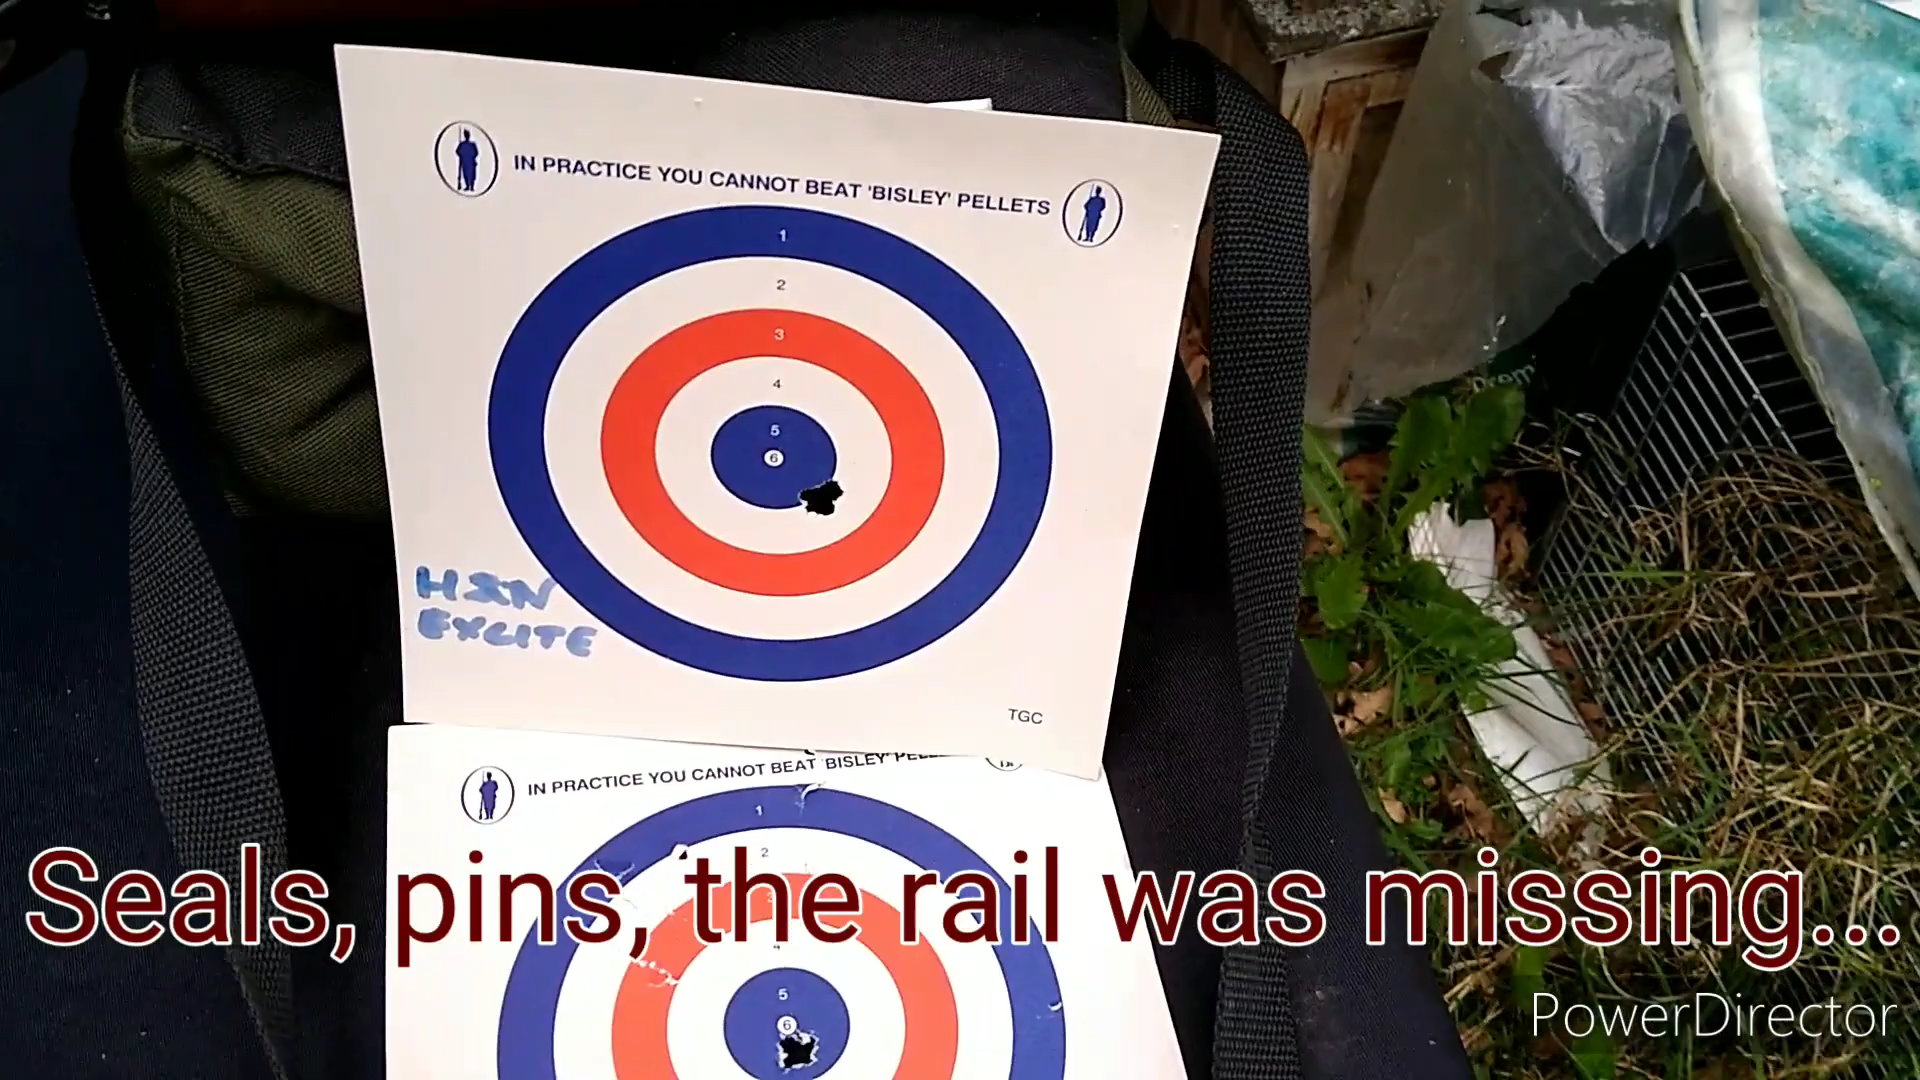 IN PRACTICE YOU CANNOT BEAT 'BISLEY' PELLETS
1
2
3
4
5
6
H&N
EXCITE
TGC
IN PRACTICE YOU CANNOT BEAT 'BISLEY'
1
2
4
5
6
Seals, pins, the rail was missing...
PowerDirector